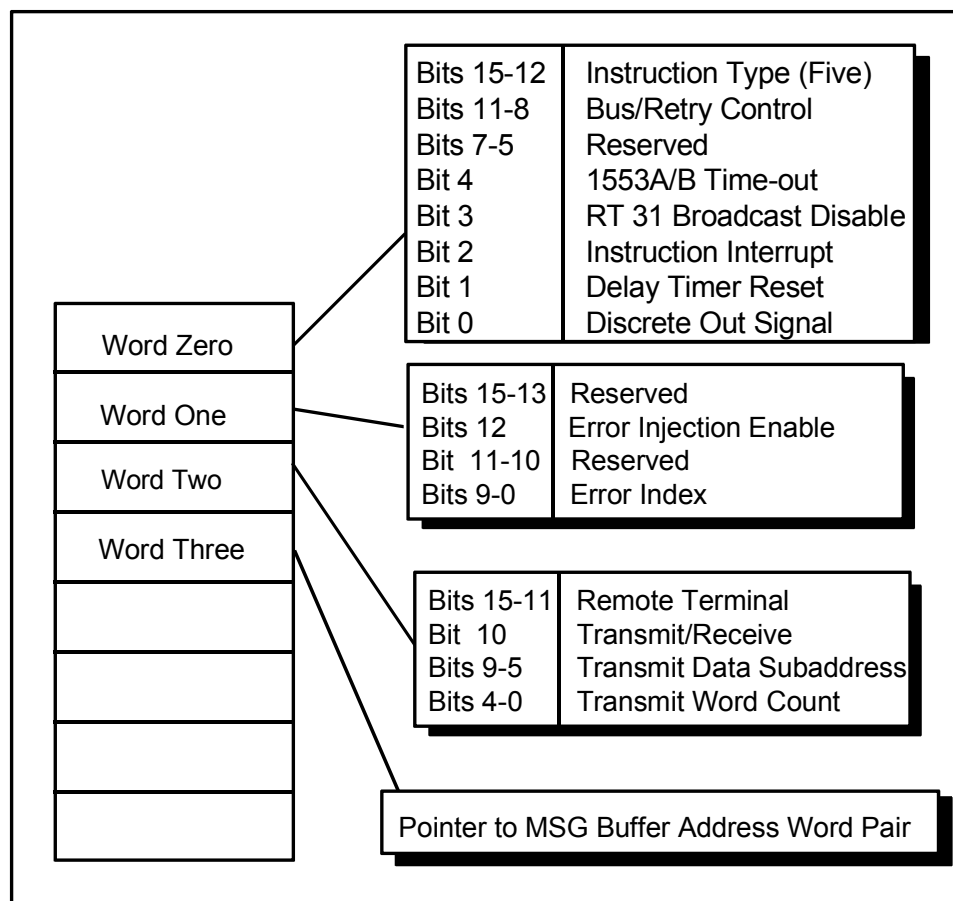 Bits 15-12 Instruction Type (Five)
Bits 11-8 Bus/Retry Control
Bits 7-5 Reserved
Bit 4 1553A/B Time-out
Bit 3 RT 31 Broadcast Disable
Bit 2 Instruction Interrupt
Bit 1 Delay Timer Reset
Bit 0 Discrete Out Signal
Word Zero
Word One
Word Two
Word Three
Bits 15-13 Reserved
Bits 12 Error Injection Enable
Bit 11-10 Reserved
Bits 9-0 Error Index
Bits 15-11 Remote Terminal
Bit 10 Transmit/Receive
Bits 9-5 Transmit Data Subaddress
Bits 4-0 Transmit Word Count
Pointer to MSG Buffer Address Word Pair